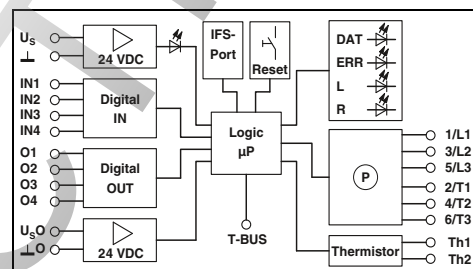 Us
⊥
24 VDC
IFS-
Port
Reset
DAT
ERR
L
R
IN1
IN2
IN3
IN4
Digital
IN
Logic
µP
P
1/L1
3/L2
5/L3
2/T1
4/T2
6/T3
O1
O2
O3
O4
Digital
OUT
UsO
⊥O
24 VDC
T-BUS
Thermistor
Th1
Th2